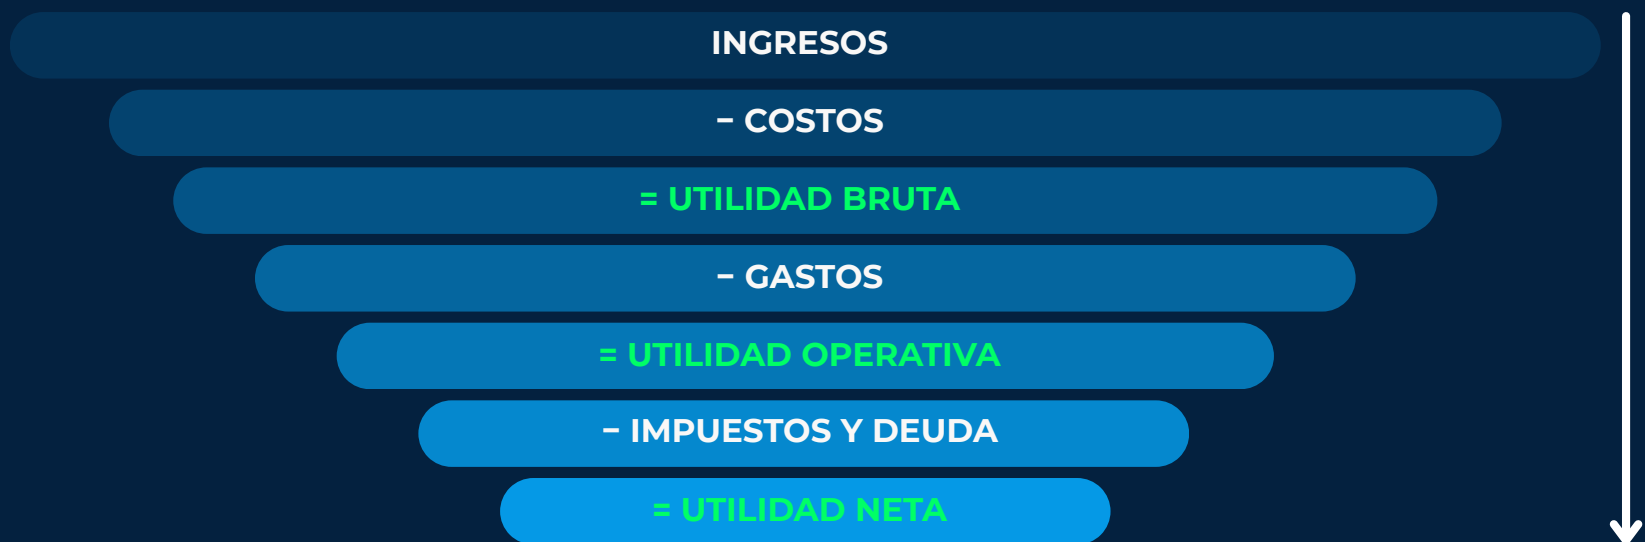 INGRESOS
− COSTOS
= UTILIDAD BRUTA
− GASTOS
= UTILIDAD OPERATIVA
− IMPUESTOS Y DEUDA
= UTILIDAD NETA